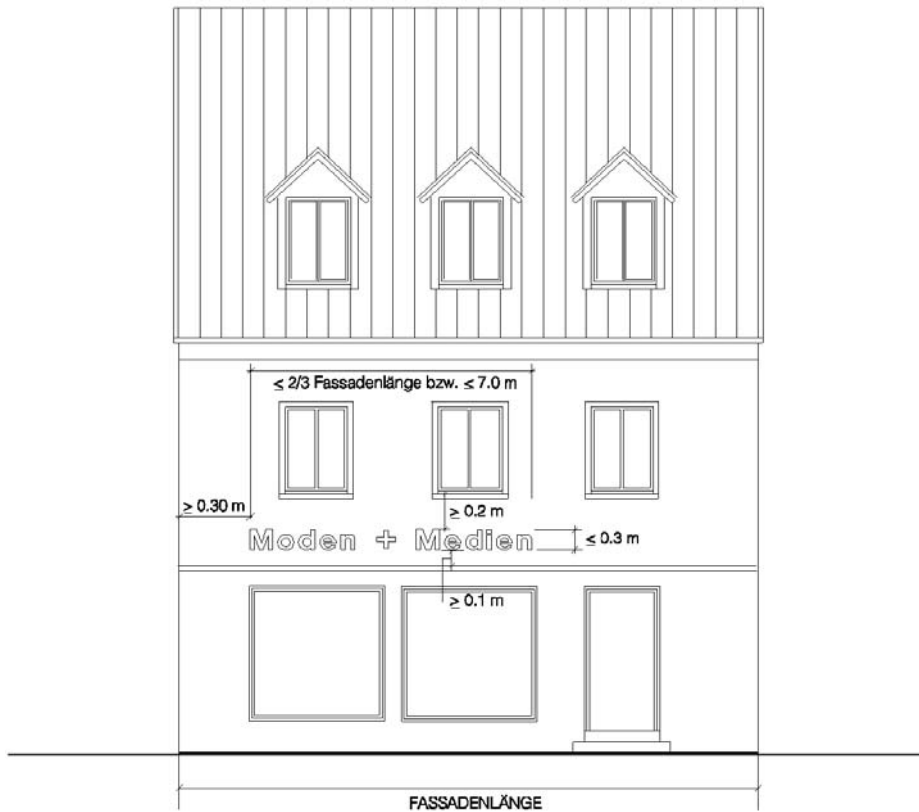 ≤ 2/3 Fassadenlänge bzw. ≤ 7.0 m
≥ 0.30 m
≥ 0.2 m
Moden + Medien
≤ 0.3 m
≥ 0.1 m
FASSADENLÄNGE